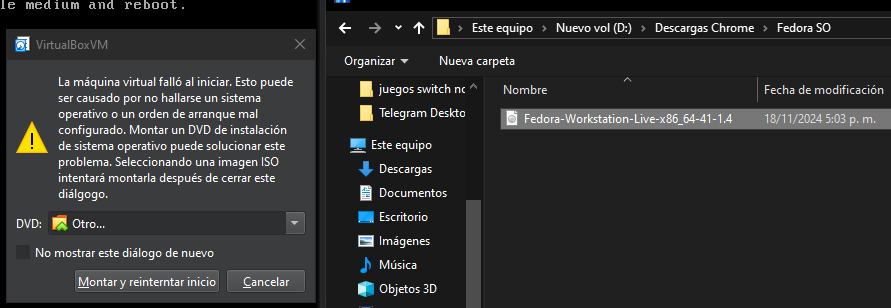 le medium and reboot.
VirtualBoxVM
La máquina virtual falló al iniciar. Esto puede
ser causado por no hallarse un sistema
operativo o un orden de arranque mal
configurado. Montar un DVD de instalación
de sistema operativo puede solucionar este
problema. Seleccionando una imagen ISO
intentará montarla después de cerrar este
diálgogo.
DVD: Otro...
No mostrar este diálogo de nuevo
Montar y reinterntar inicio Cancelar
Este equipo > Nuevo vol (D:) > Descargas Chrome > Fedora SO
Organizar Nueva carpeta
juegos switch no
Telegram Deskto
Este equipo
Descargas
Documentos
Escritorio
Imágenes
Música
Objetos 3D
Nombre Fecha de modificación
Fedora-Workstation-Live-x86_64-41-1.4 18/11/2024 5:03 p. m.